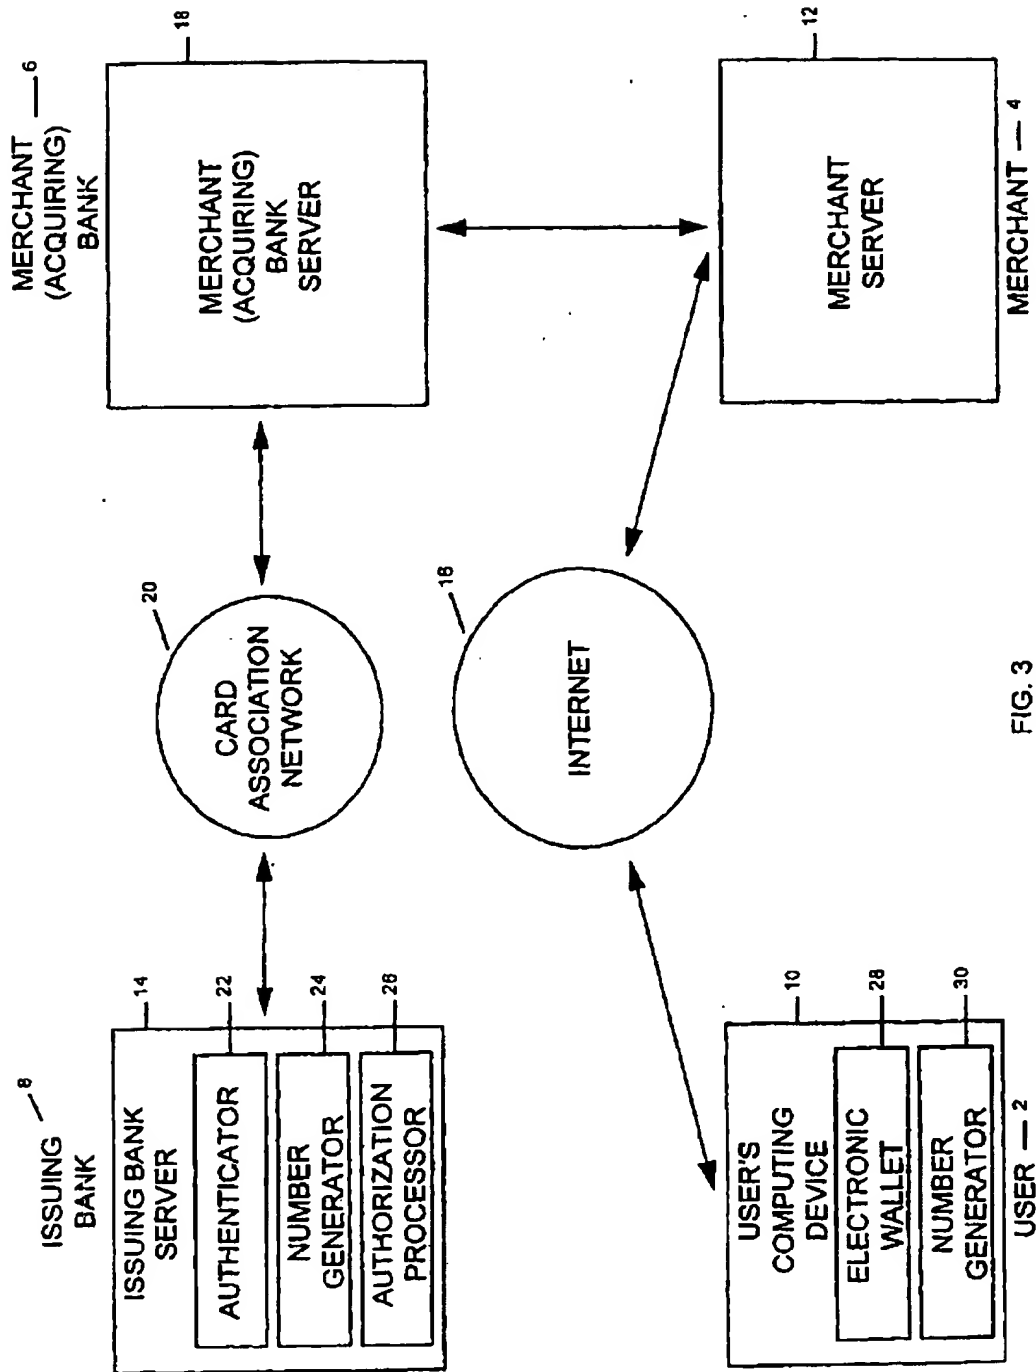 ISSUING
BANK
8
ISSUING BANK
SERVER
14
AUTHENTICATOR
22
NUMBER
GENERATOR
24
AUTHORIZATION
PROCESSOR
26
CARD
ASSOCIATION
NETWORK
20
MERCHANT
(ACQUIRING)
BANK
6
MERCHANT
(ACQUIRING)
BANK
SERVER
18
USER'S
COMPUTING
DEVICE
10
ELECTRONIC
WALLET
28
NUMBER
GENERATOR
30
USER — 2
INTERNET
16
MERCHANT
SERVER
12
MERCHANT — 4
FIG. 3